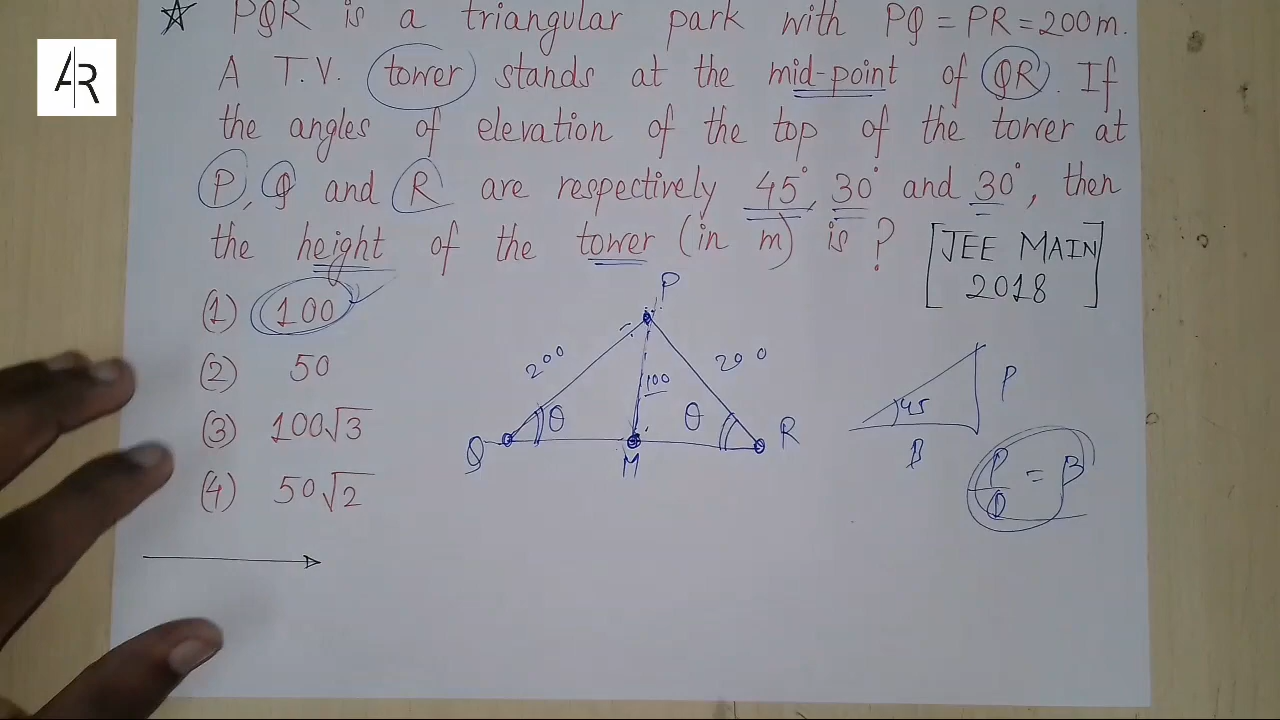 ☆ PQR is a triangular park with PQ = PR = 200m.
A T.V. tower stands at the mid-point of QR. If
the angles of elevation of the top of the tower at
P, Q and R are respectively 45°, 30° and 30°, then
the height of the tower (in m) is ?
[JEE MAIN
2018]
(1) 100
(2) 50
(3) 100√3
(4) 50√2
P
200
200
100
θ
θ
Q
M
R
45
P
B
AR